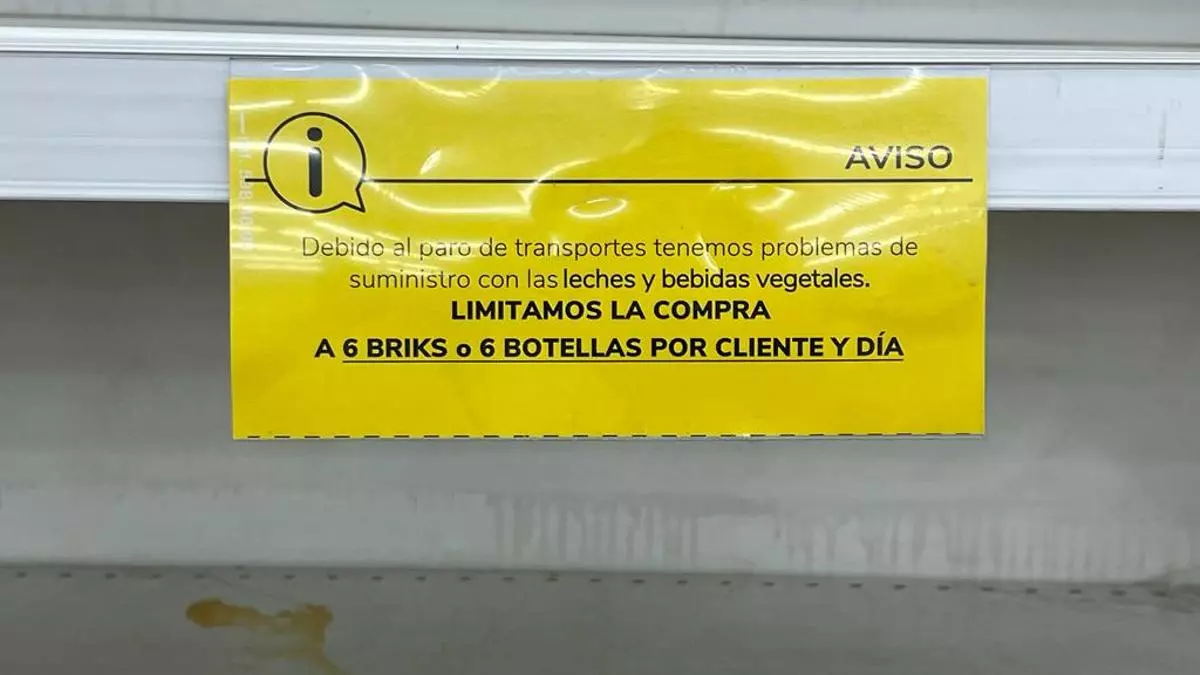 i
AVISO
Debido al paro de transportes tenemos problemas de
suministro con las leches y bebidas vegetales.
LIMITAMOS LA COMPRA
A 6 BRIKS o 6 BOTELLAS POR CLIENTE Y DÍA